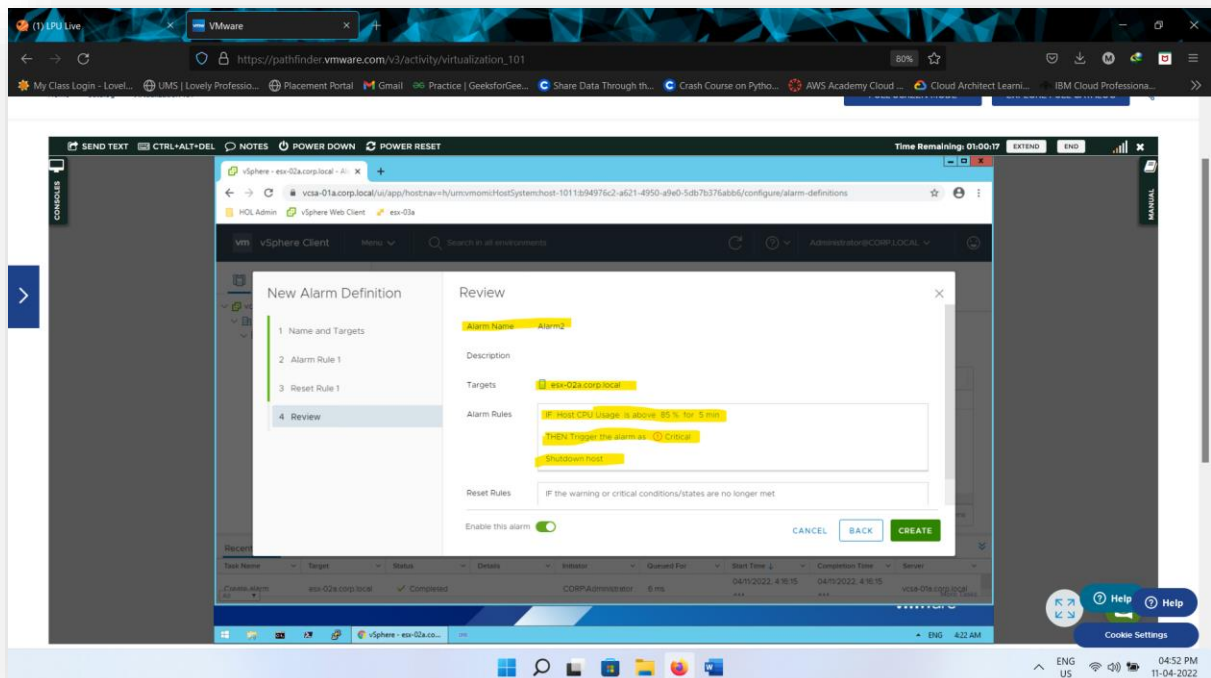 (1) LPU Live
VMware
https://pathfinder.vmware.com/v3/activity/virtualization_101
80%
My Class Login - Lovel...
UMS | Lovely Professio...
Placement Portal
Gmail
Practice | GeeksforGee...
Share Data Through th...
Crash Course on Pytho...
AWS Academy Cloud ...
Cloud Architect Learni...
IBM Cloud Professiona...
SEND TEXT
CTRL+ALT+DEL
NOTES
POWER DOWN
POWER RESET
Time Remaining: 01:00:17
EXTEND
END
CONSOLES
MANUAL
vSphere - esx-02a.corp.local - Al
vcsa-01a.corp.local/ui/app/host;nav=h/urn:vmomi:HostSystem:host-1011:b94976c2-a621-4950-a9e0-5db7b376abb6/configure/alarm-definitions
HOL Admin
vSphere Web Client
esx-03a
vm vSphere Client
Menu
Search in all environments
Administrator@CORP.LOCAL
New Alarm Definition
1 Name and Targets
2 Alarm Rule 1
3 Reset Rule 1
4 Review
Review
Alarm Name Alarm2
Description
Targets esx-02a.corp.local
Alarm Rules IF Host CPU Usage is above 85 % for 5 min
THEN Trigger the alarm as Critical
Shutdown host
Reset Rules IF the warning or critical conditions/states are no longer met
Enable this alarm
CANCEL
BACK
CREATE
Recent
Task Name Target Status Details Initiator Queued For Start Time Completion Time Server
Create alarm esx-02a.corp.local Completed CORP\Administrator 6 ms 04/11/2022, 4:16:15 04/11/2022, 4:16:15 vcsa-01a.corp.local
All
vSphere - esx-02a.co...
ENG 4:22 AM
Help
Help
Cookie Settings
ENG
US
04:52 PM
11-04-2022